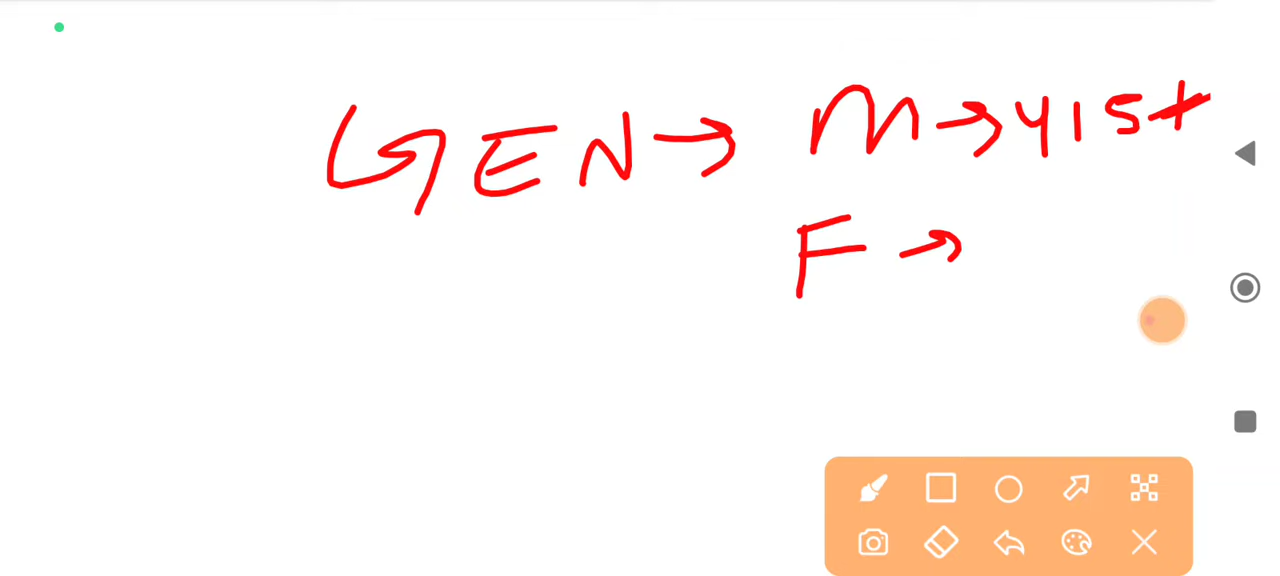 GEN → M → 415+
F →